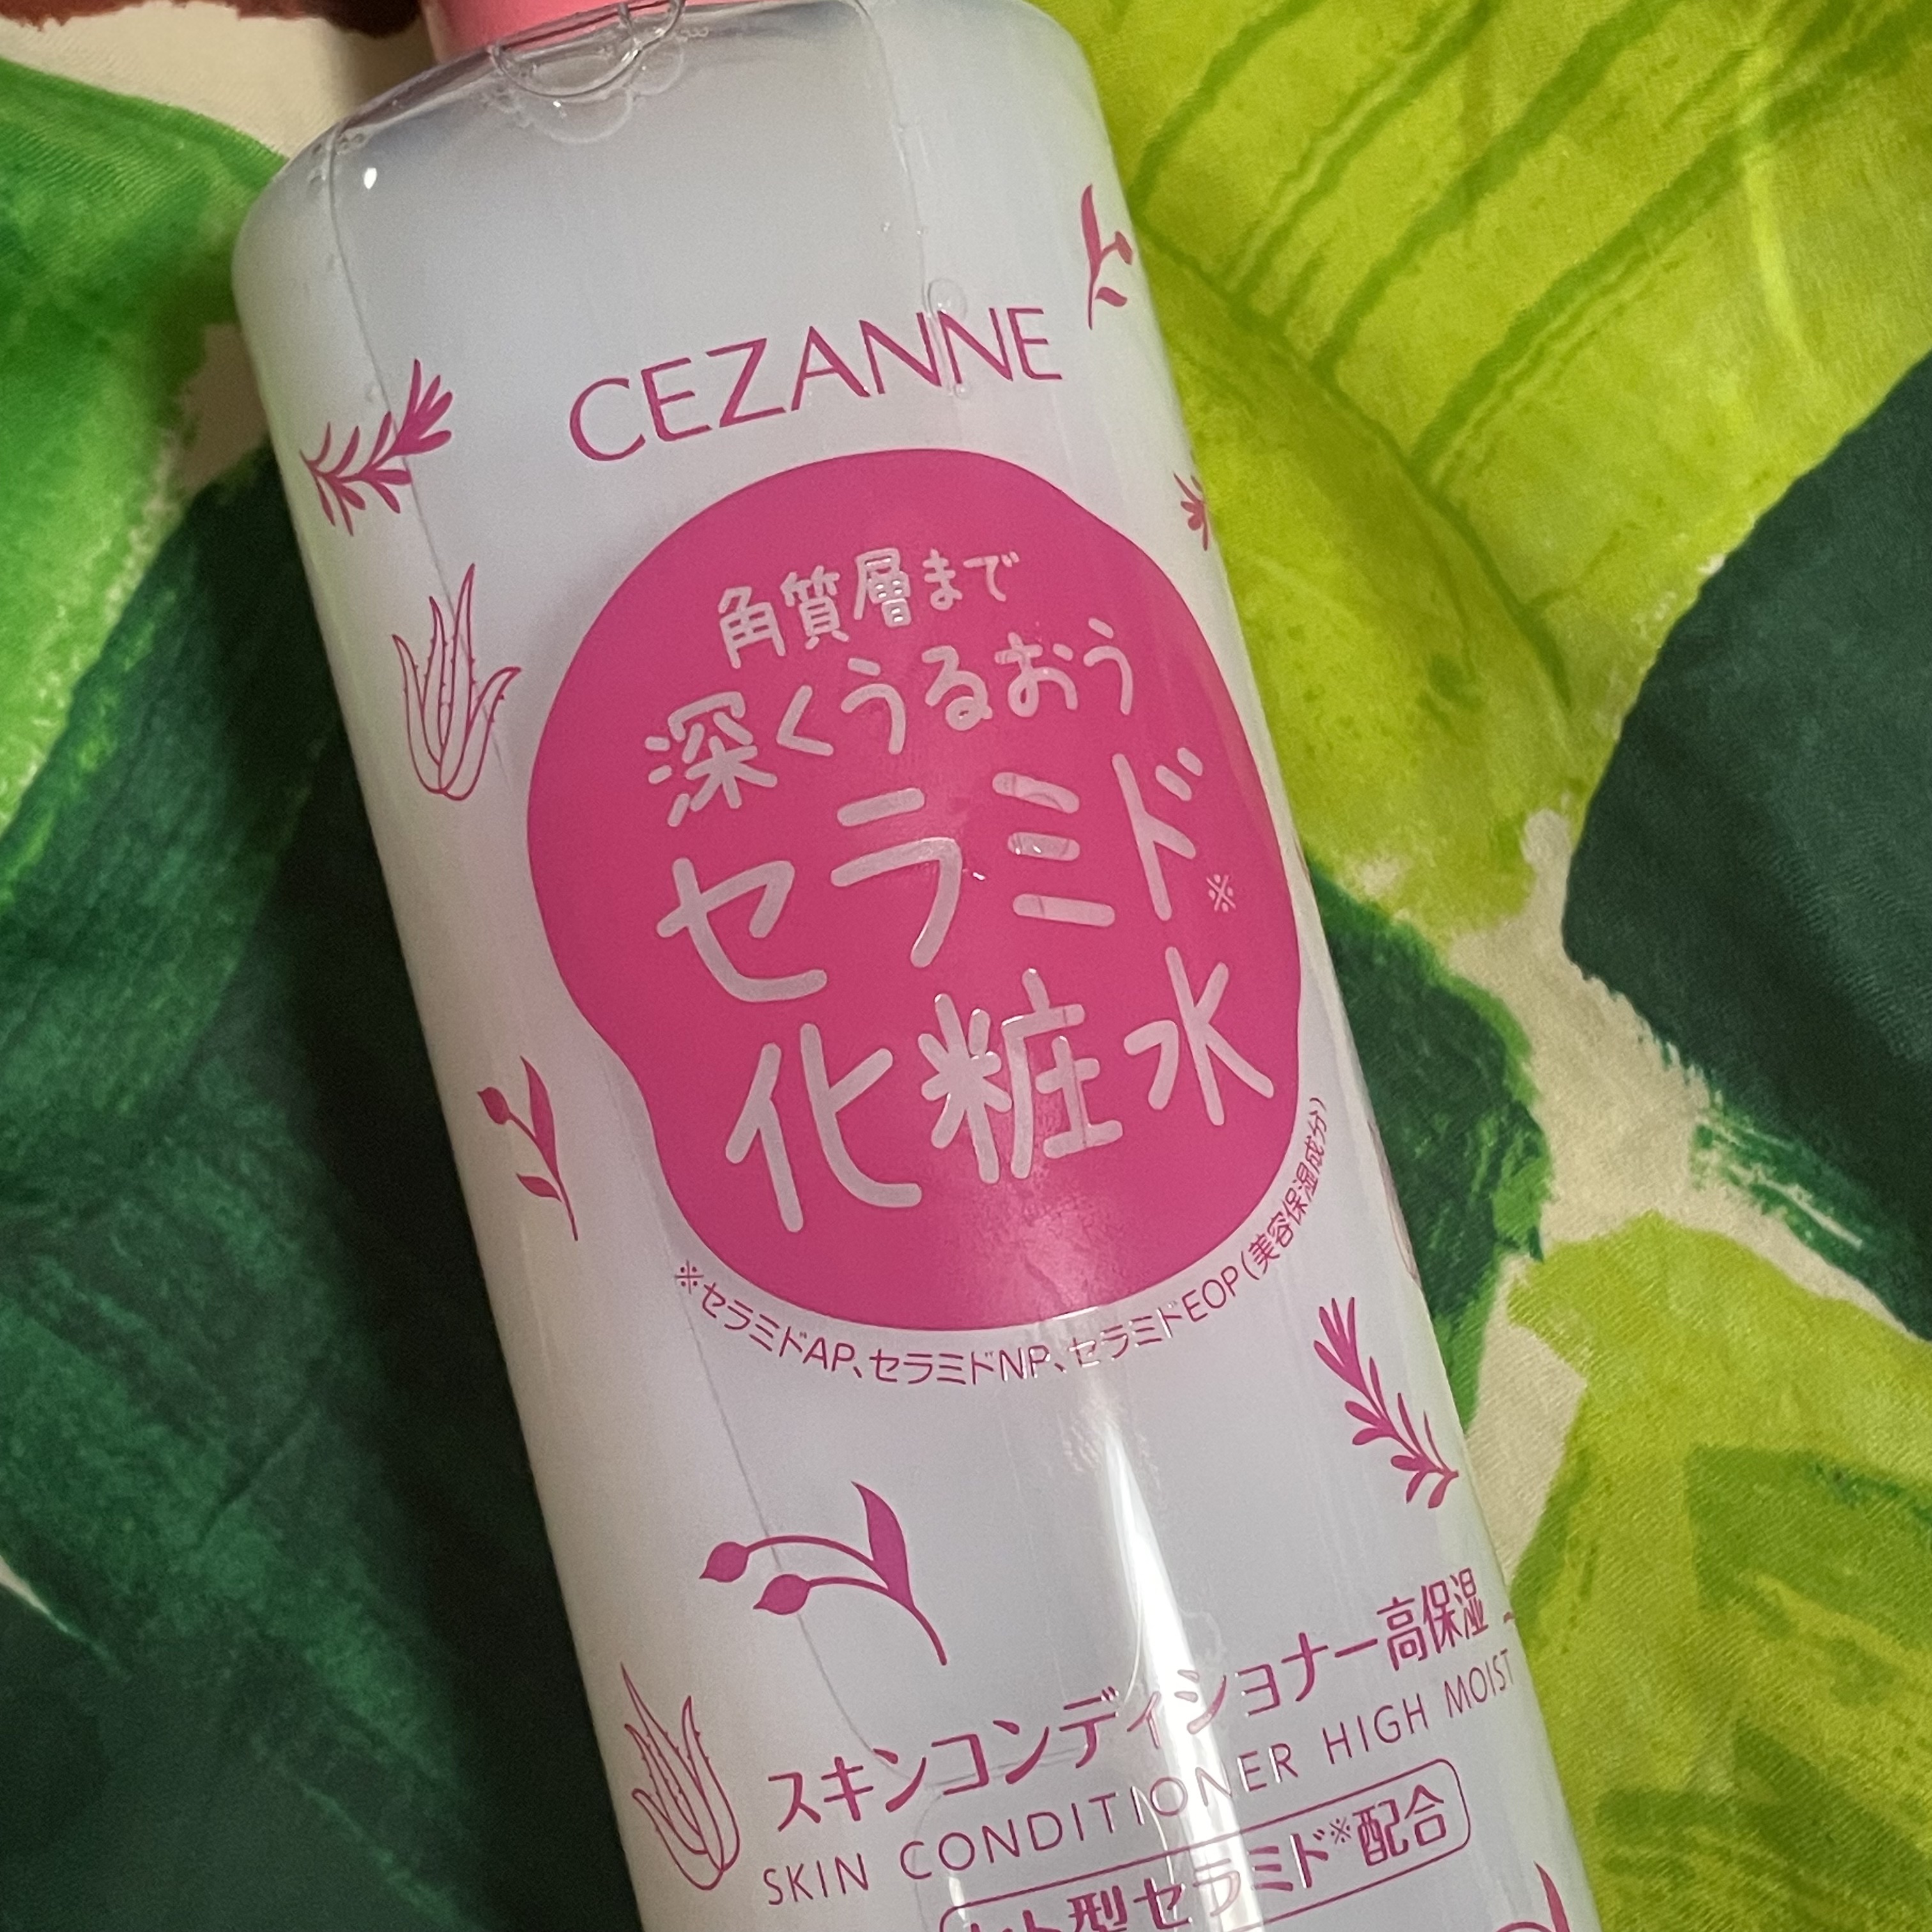 CEZANNE
角質層まで
深くうるおう
セラミド※
化粧水
※セラミドAP、セラミドNP、セラミドEOP(美容保湿成分)
スキンコンディショナー高保湿
SKIN CONDITIONER HIGH MOIST
ヒト型セラミド※配合